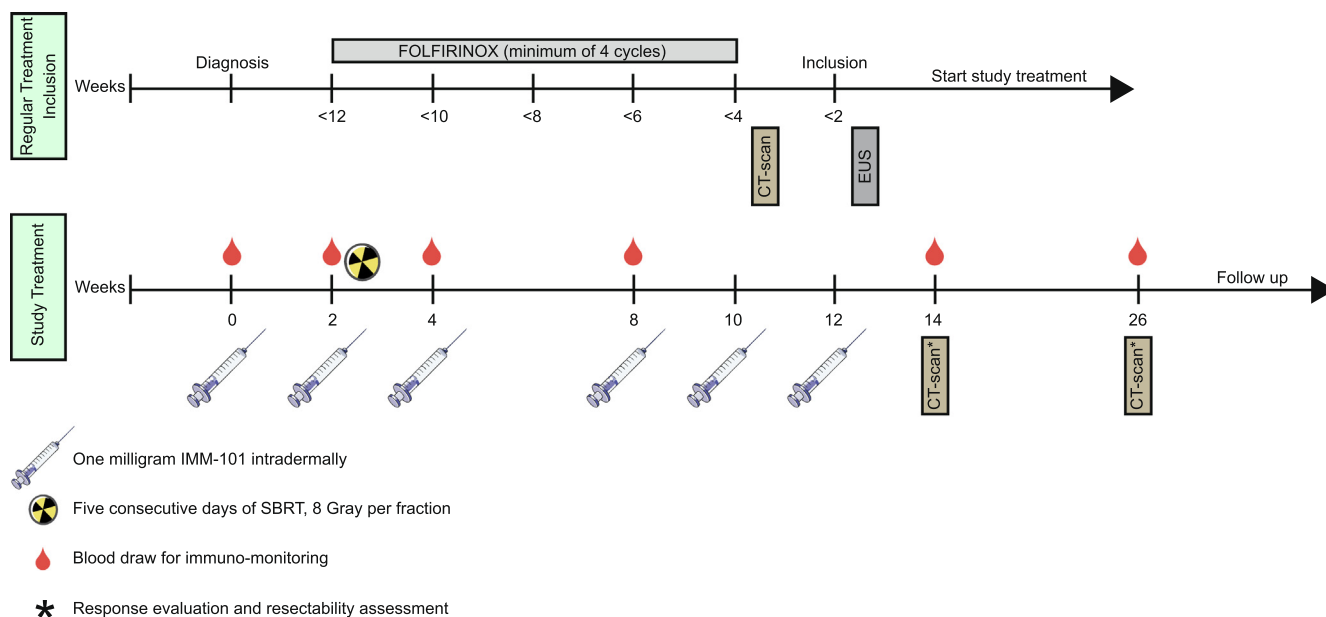 Regular Treatment
Inclusion
Diagnosis
FOLFIRINOX (minimum of 4 cycles)
Inclusion
Start study treatment
Weeks
<12
<10
<8
<6
<4
<2
CT-scan
EUS
Study Treatment
Weeks
Follow up
0
2
4
8
10
12
14
26
CT-scan*
CT-scan*
One milligram IMM-101 intradermally
Five consecutive days of SBRT, 8 Gray per fraction
Blood draw for immuno-monitoring
* Response evaluation and resectability assessment